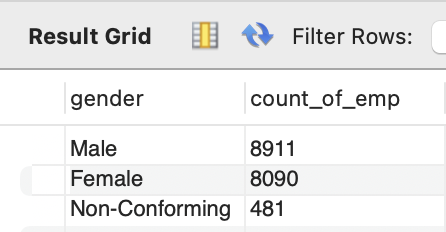 Result Grid Filter Rows:
gender count_of_emp
Male 8911
Female 8090
Non-Conforming 481